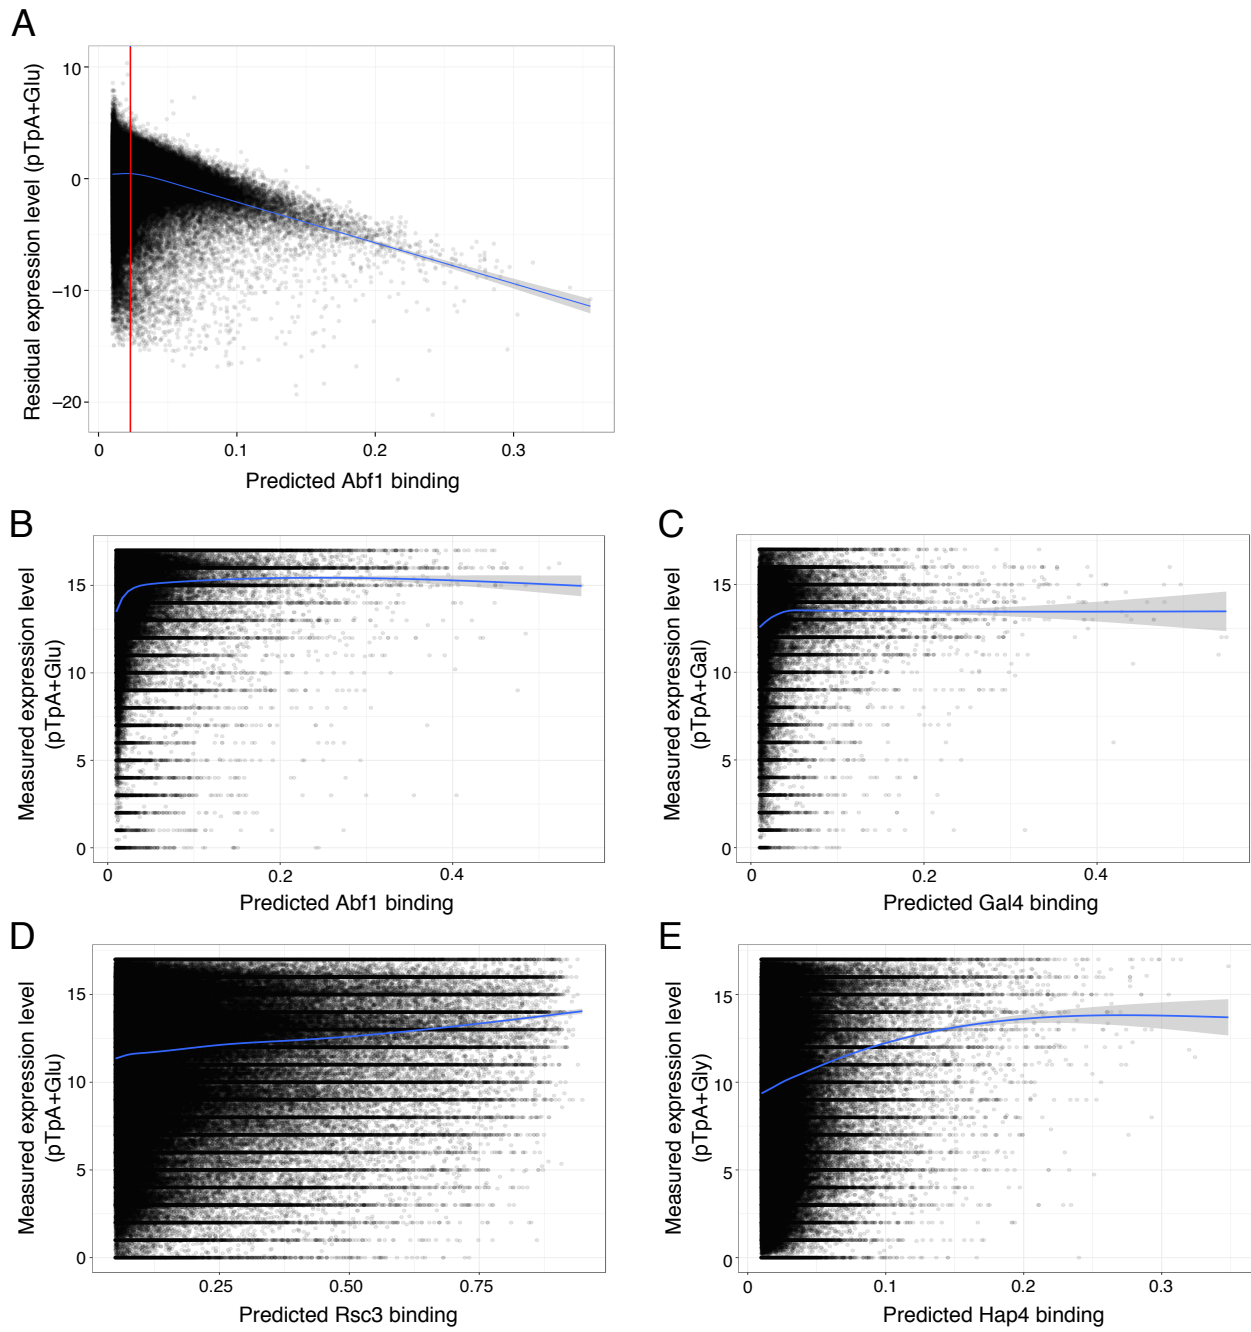 A
Residual expression level (pTpA+Glu)
10
0
−10
−20
0
0.1
0.2
0.3
Predicted Abf1 binding
B
Measured expression level
(pTpA+Glu)
15
10
5
0
0
0.2
0.4
Predicted Abf1 binding
C
Measured expression level
(pTpA+Gal)
15
10
5
0
0
0.2
0.4
Predicted Gal4 binding
D
Measured expression level
(pTpA+Glu)
15
10
5
0
0.25
0.50
0.75
Predicted Rsc3 binding
E
Measured expression level
(pTpA+Gly)
15
10
5
0
0
0.1
0.2
0.3
Predicted Hap4 binding